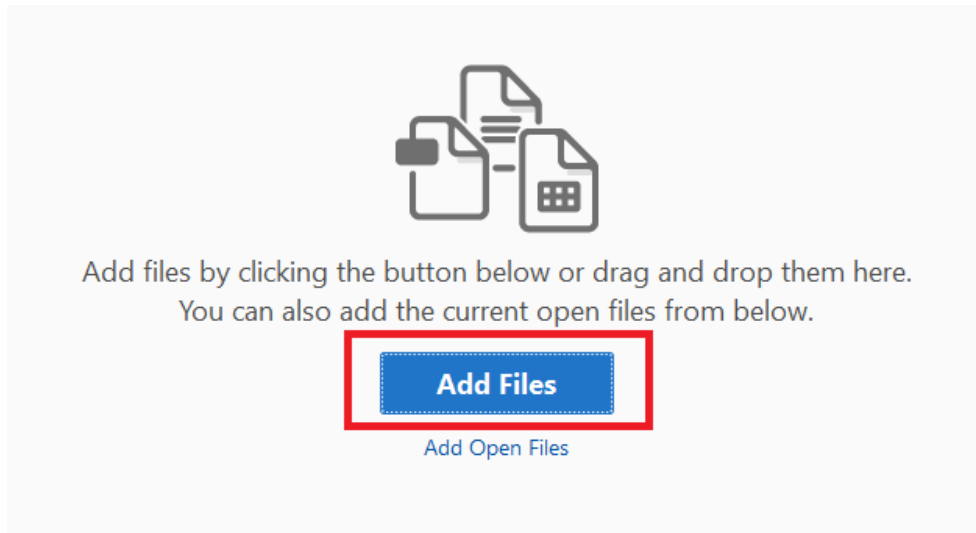 Add files by clicking the button below or drag and drop them here.
You can also add the current open files from below.
Add Files
Add Open Files